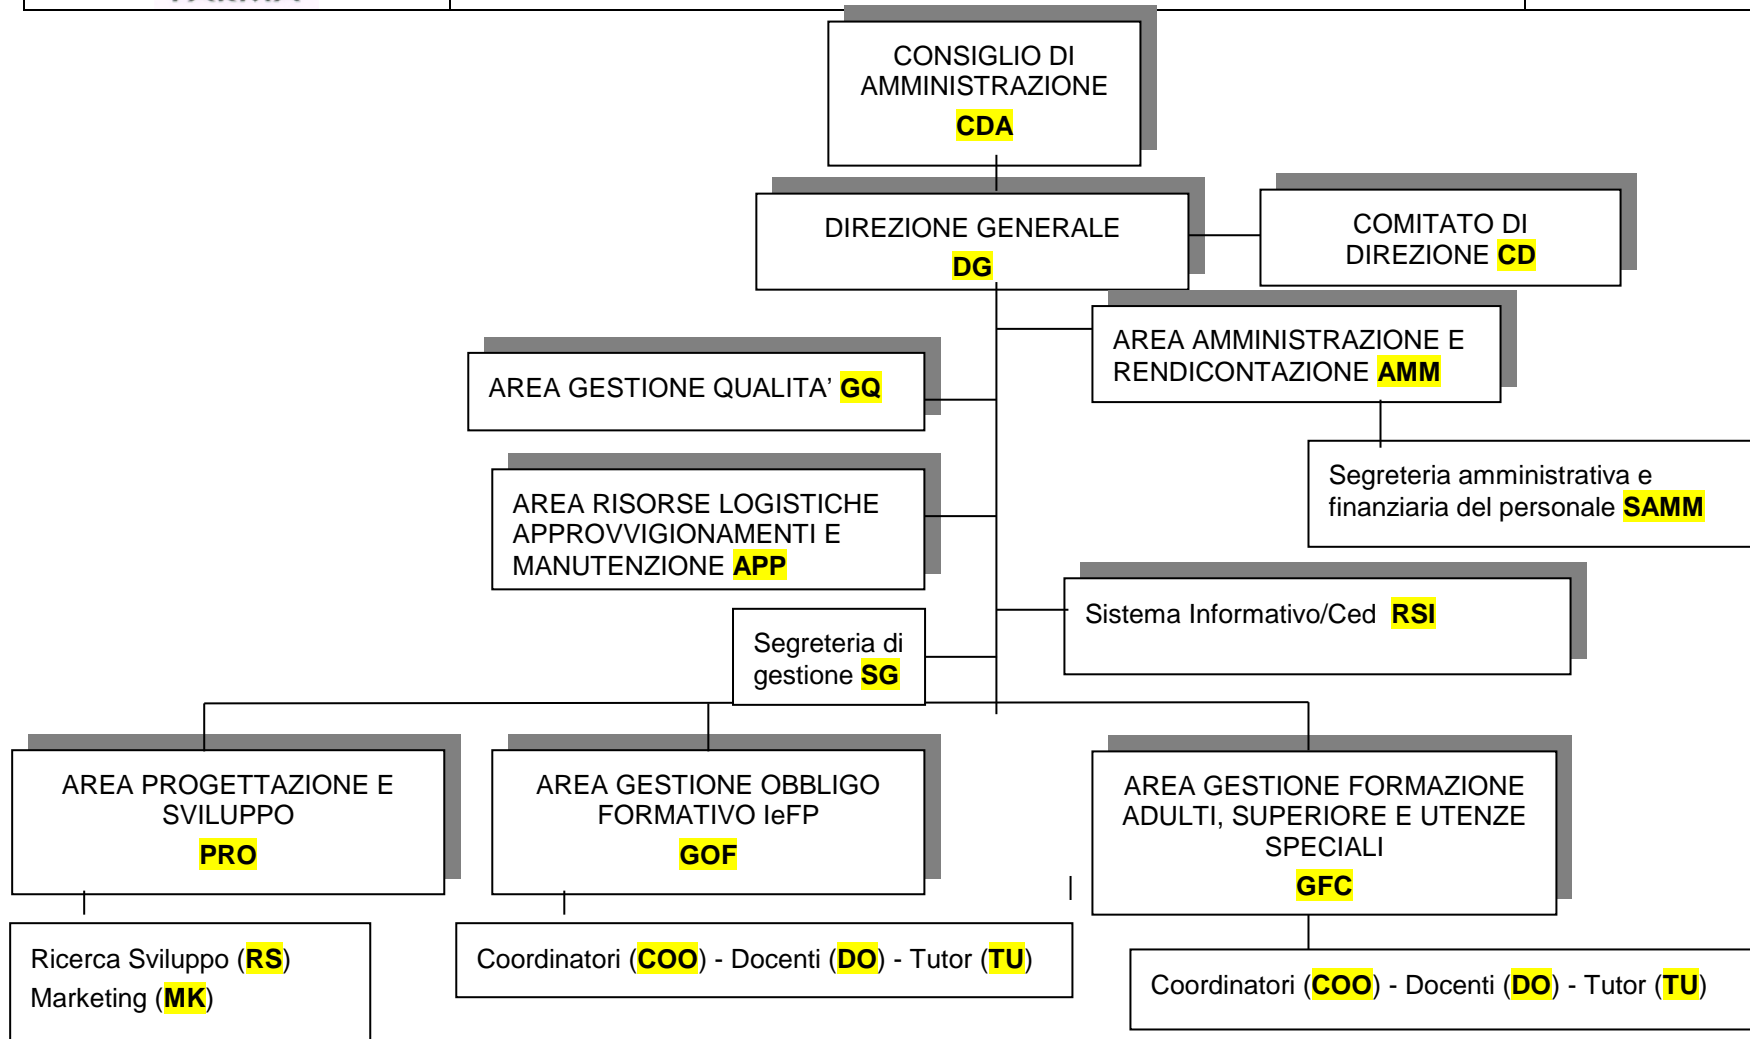 CONSIGLIO DI
AMMINISTRAZIONE
CDA
DIREZIONE GENERALE
DG
COMITATO DI
DIREZIONE CD
AREA AMMINISTRAZIONE E
RENDICONTAZIONE AMM
AREA GESTIONE QUALITA’ GQ
Segreteria amministrativa e
finanziaria del personale SAMM
AREA RISORSE LOGISTICHE
APPROVVIGIONAMENTI E
MANUTENZIONE APP
Sistema Informativo/Ced RSI
Segreteria di
gestione SG
AREA PROGETTAZIONE E
SVILUPPO
PRO
AREA GESTIONE OBBLIGO
FORMATIVO IeFP
GOF
AREA GESTIONE FORMAZIONE
ADULTI, SUPERIORE E UTENZE
SPECIALI
GFC
Ricerca Sviluppo (RS)
Marketing (MK)
Coordinatori (COO) - Docenti (DO) - Tutor (TU)
Coordinatori (COO) - Docenti (DO) - Tutor (TU)